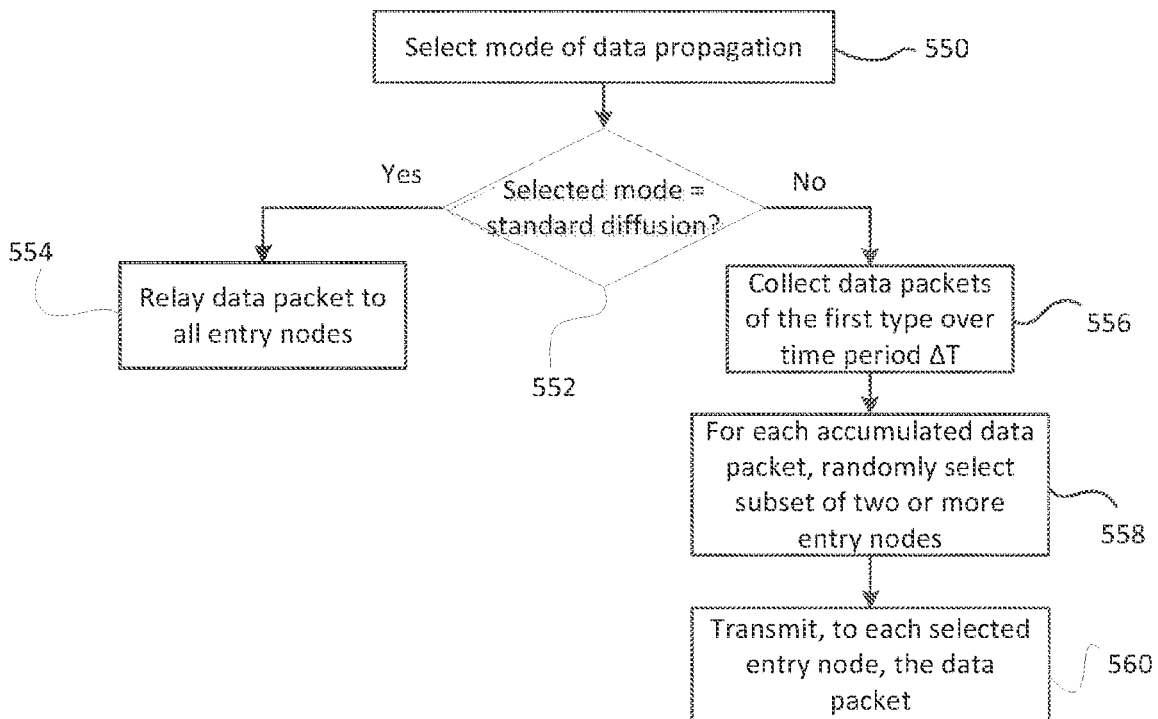 Select mode of data propagation
550
Yes
Selected mode =
standard diffusion?
No
554
Relay data packet to
all entry nodes
552
Collect data packets
of the first type over
time period ΔT
556
For each accumulated data
packet, randomly select
subset of two or more
entry nodes
558
Transmit, to each selected
entry node, the data
packet
560